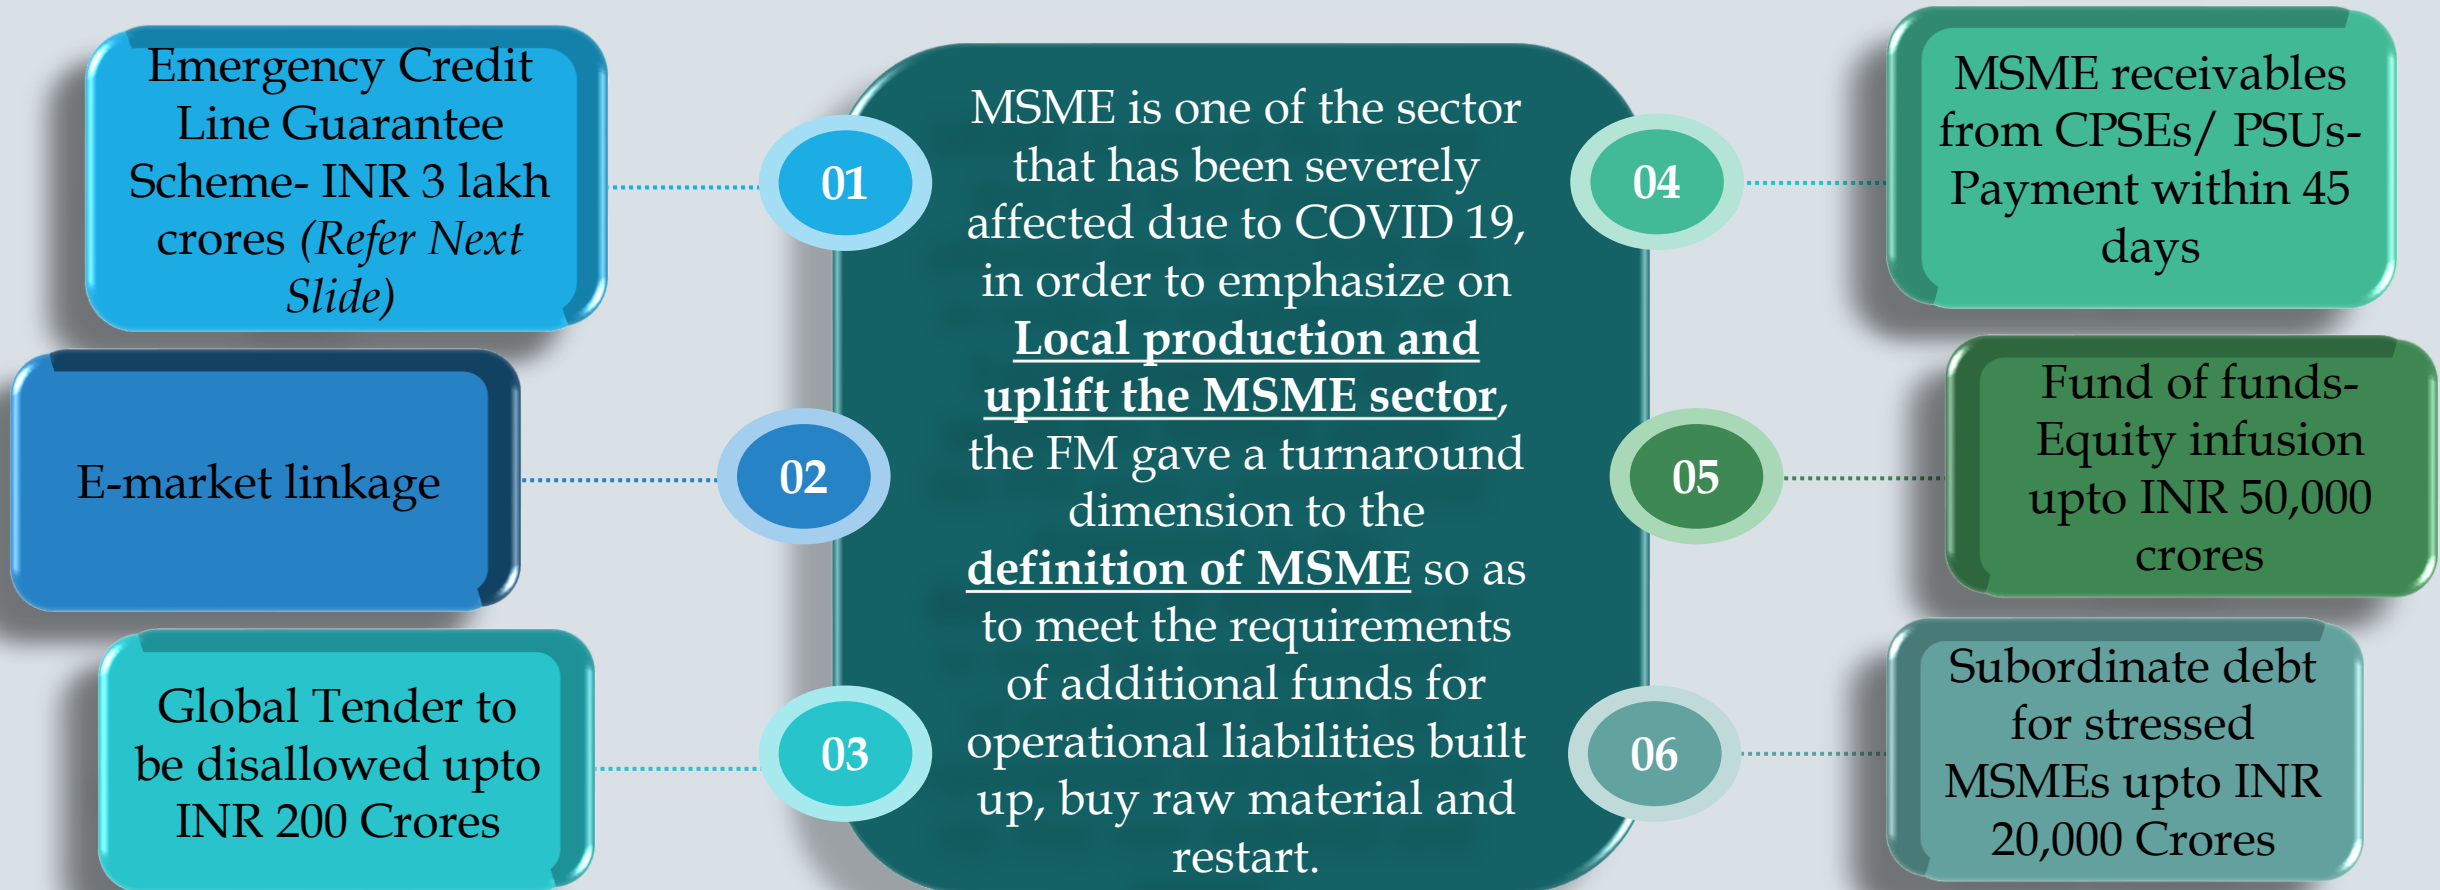 Emergency Credit
Line Guarantee
Scheme- INR 3 lakh
crores (Refer Next
Slide)
01
E-market linkage
02
Global Tender to
be disallowed upto
INR 200 Crores
03
MSME is one of the sector
that has been severely
affected due to COVID 19,
in order to emphasize on
Local production and
uplift the MSME sector,
the FM gave a turnaround
dimension to the
definition of MSME so as
to meet the requirements
of additional funds for
operational liabilities built
up, buy raw material and
restart.
04
MSME receivables
from CPSEs/ PSUs-
Payment within 45
days
05
Fund of funds-
Equity infusion
upto INR 50,000
crores
06
Subordinate debt
for stressed
MSMEs upto INR
20,000 Crores